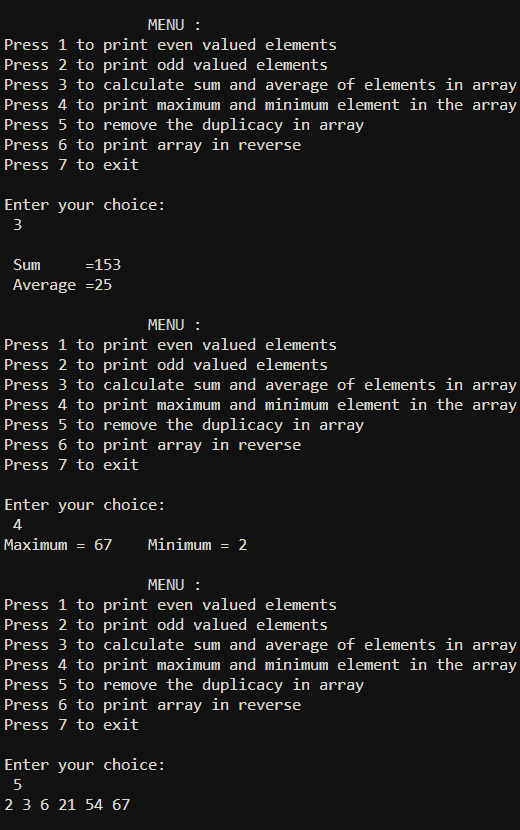 MENU :
Press 1 to print even valued elements
Press 2 to print odd valued elements
Press 3 to calculate sum and average of elements in array
Press 4 to print maximum and minimum element in the array
Press 5 to remove the duplicacy in array
Press 6 to print array in reverse
Press 7 to exit
Enter your choice:
3
Sum     =153
Average =25
MENU :
Press 1 to print even valued elements
Press 2 to print odd valued elements
Press 3 to calculate sum and average of elements in array
Press 4 to print maximum and minimum element in the array
Press 5 to remove the duplicacy in array
Press 6 to print array in reverse
Press 7 to exit
Enter your choice:
4
Maximum = 67    Minimum = 2
MENU :
Press 1 to print even valued elements
Press 2 to print odd valued elements
Press 3 to calculate sum and average of elements in array
Press 4 to print maximum and minimum element in the array
Press 5 to remove the duplicacy in array
Press 6 to print array in reverse
Press 7 to exit
Enter your choice:
5
2 3 6 21 54 67